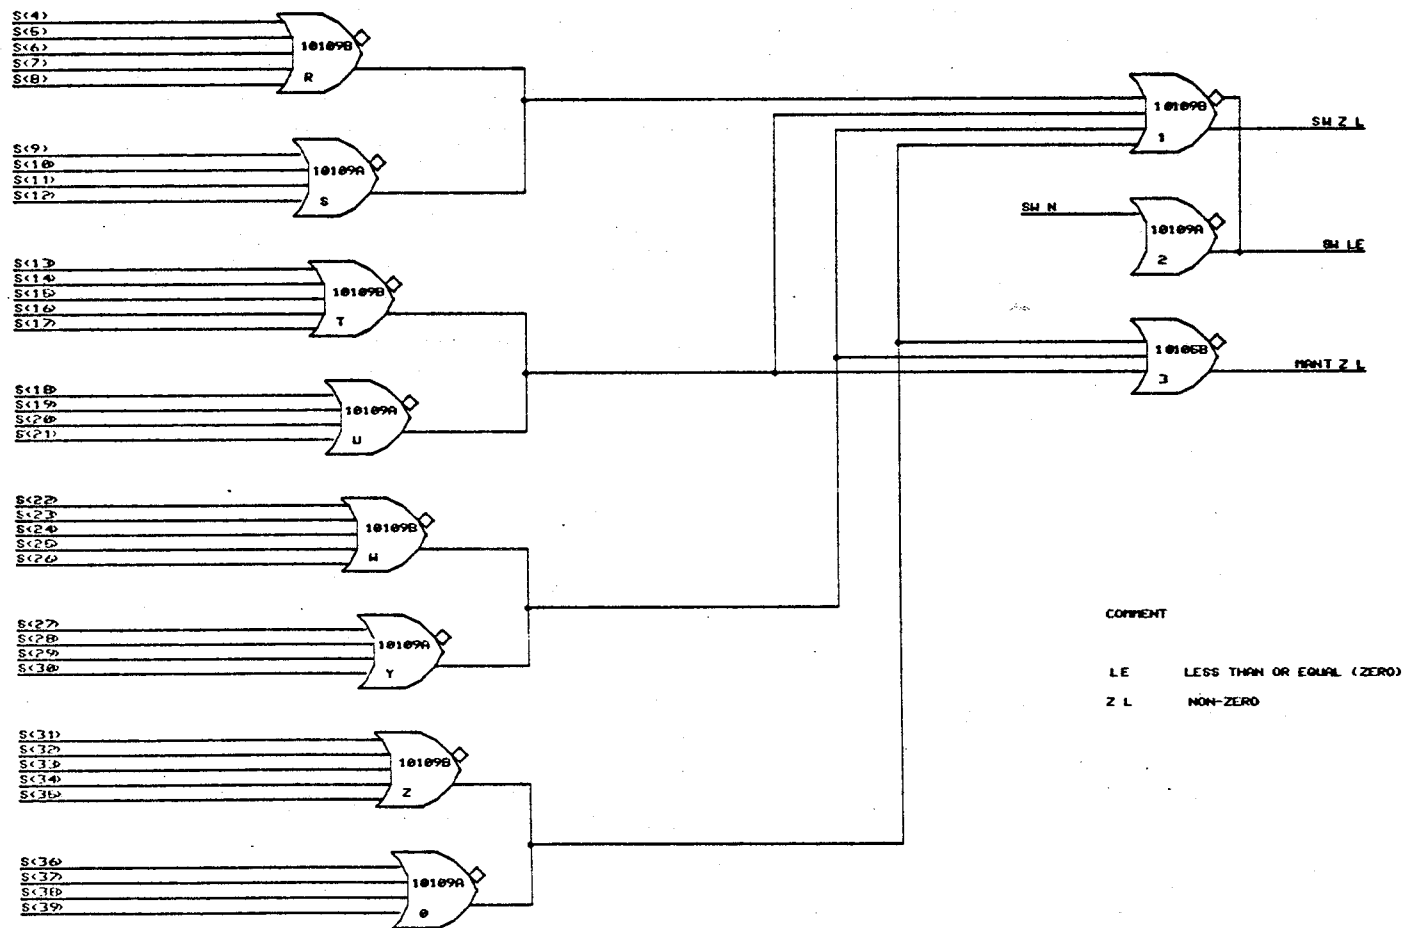 S<4>
S<5>
S<6>
S<7>
S<8>
10109B
R
S<9>
S<10>
S<11>
S<12>
10109A
S
S<13>
S<14>
S<15>
S<16>
S<17>
10109B
T
S<18>
S<19>
S<20>
S<21>
10109A
U
S<22>
S<23>
S<24>
S<25>
S<26>
10109B
W
S<27>
S<28>
S<29>
S<30>
10109A
Y
S<31>
S<32>
S<33>
S<34>
S<35>
10109B
Z
S<36>
S<37>
S<38>
S<39>
10109A
0
10109B
1
SW Z L
SW N
10109A
2
SW LE
10105B
3
MANT Z L
COMMENT
LE LESS THAN OR EQUAL (ZERO)
Z L NON-ZERO